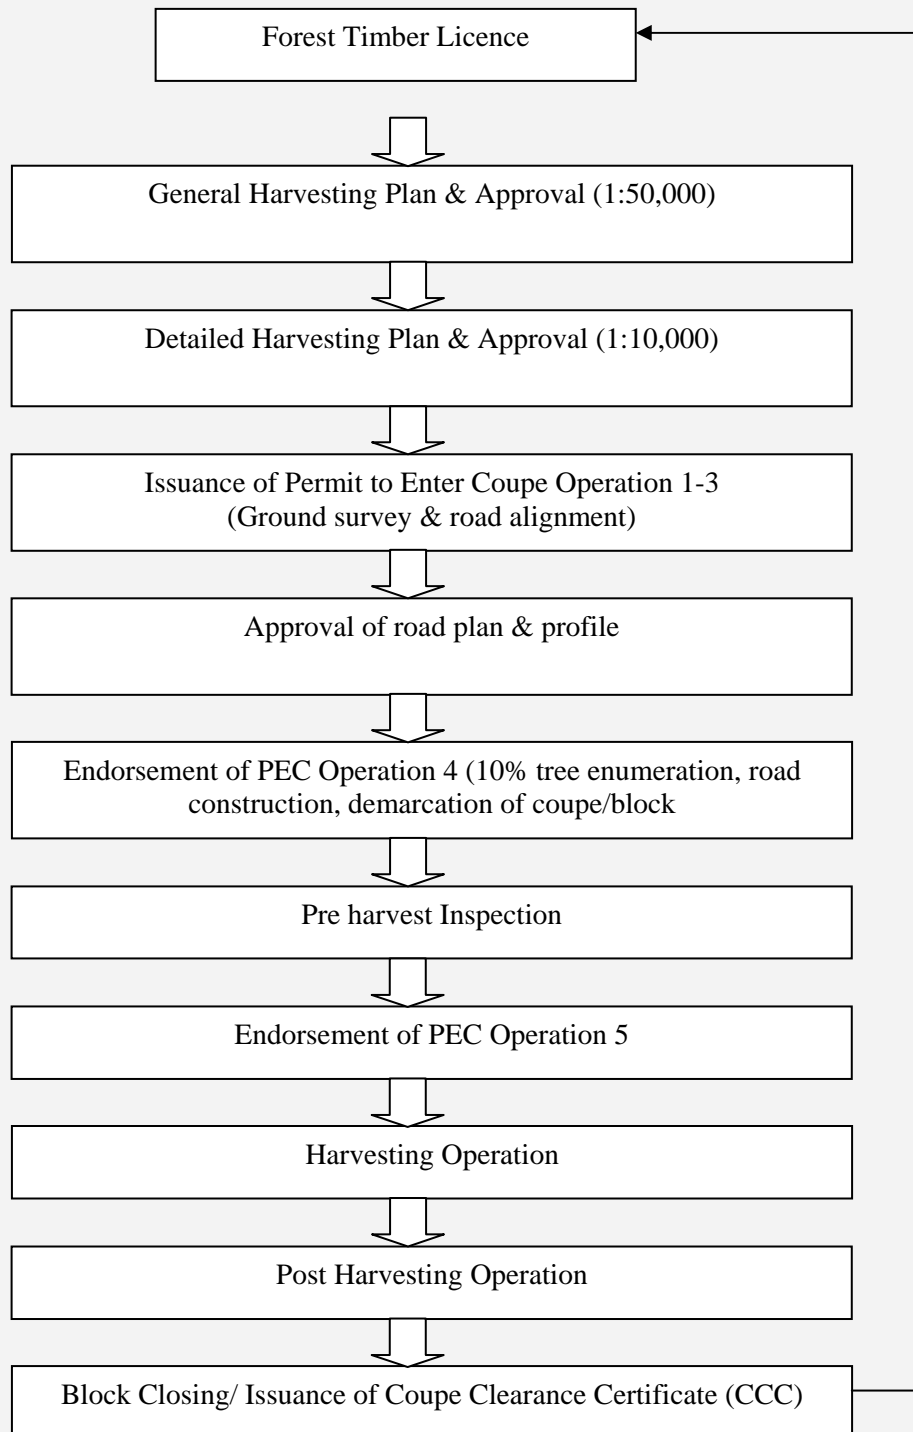 Forest Timber Licence
General Harvesting Plan & Approval (1:50,000)
Detailed Harvesting Plan & Approval (1:10,000)
Issuance of Permit to Enter Coupe Operation 1-3
(Ground survey & road alignment)
Approval of road plan & profile
Endorsement of PEC Operation 4 (10% tree enumeration, road
construction, demarcation of coupe/block
Pre harvest Inspection
Endorsement of PEC Operation 5
Harvesting Operation
Post Harvesting Operation
Block Closing/ Issuance of Coupe Clearance Certificate (CCC)